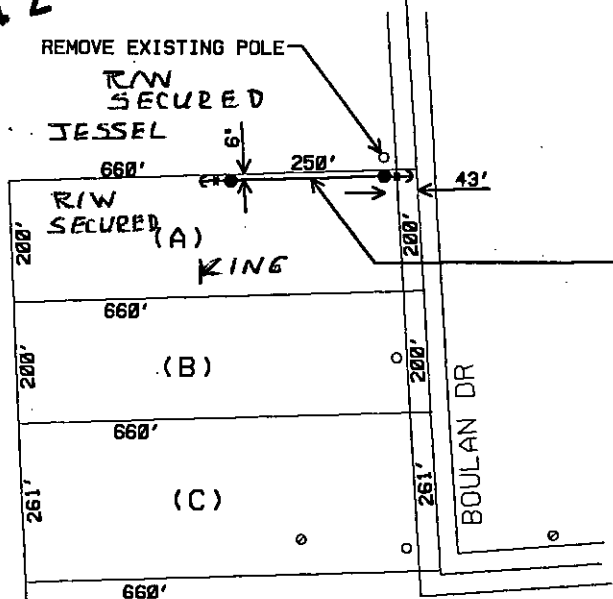 REMOVE EXISTING POLE
R/W
SECURED
JESSEL
6'
660'
250'
43'
R/W
SECURED
(A)
200'
200'
KING
660'
(B)
200'
200'
660'
(C)
261'
261'
BOULAN DR
660'